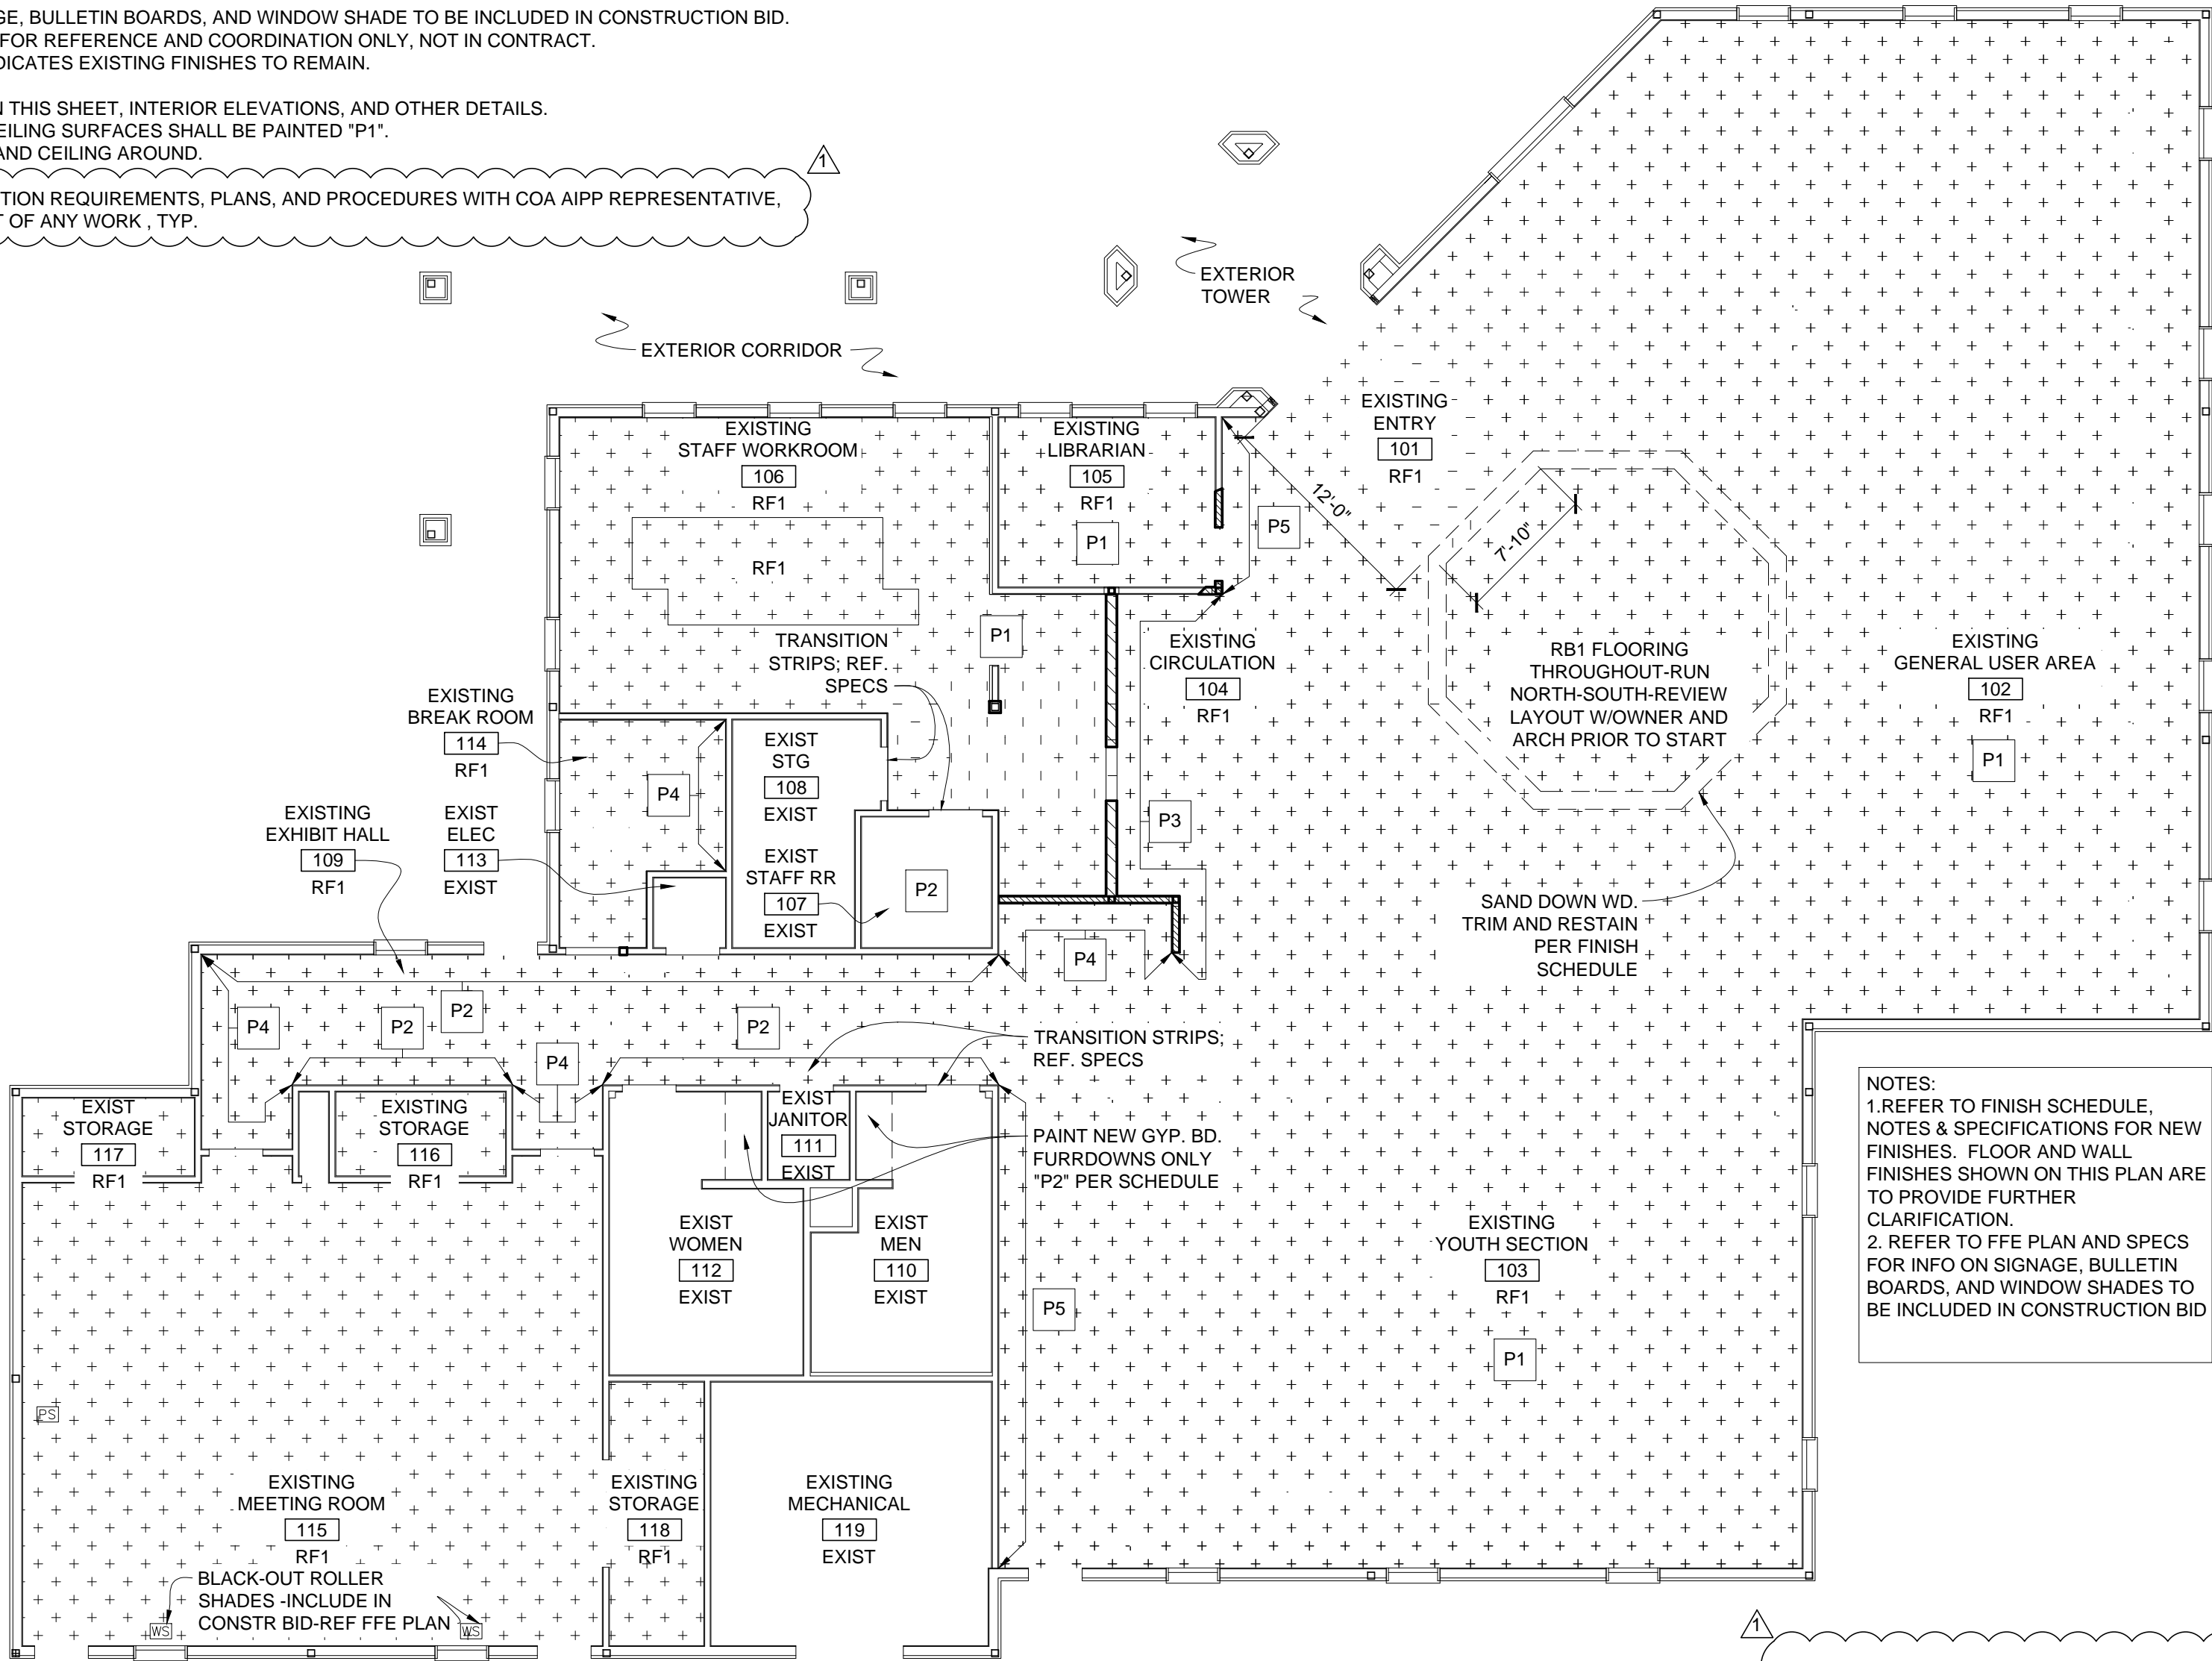 GE, BULLETIN BOARDS, AND WINDOW SHADE TO BE INCLUDED IN CONSTRUCTION BID.
FOR REFERENCE AND COORDINATION ONLY, NOT IN CONTRACT.
DICATES EXISTING FINISHES TO REMAIN.
N THIS SHEET, INTERIOR ELEVATIONS, AND OTHER DETAILS.
EILING SURFACES SHALL BE PAINTED "P1".
AND CEILING AROUND.
1
TION REQUIREMENTS, PLANS, AND PROCEDURES WITH COA AIPP REPRESENTATIVE,
T OF ANY WORK , TYP.
EXTERIOR
TOWER
EXTERIOR CORRIDOR
EXISTING
STAFF WORKROOM
106
RF1
RF1
EXISTING
LIBRARIAN
105
RF1
P1
P5
12'-0"
EXISTING
ENTRY
101
RF1
7'-10"
RB1 FLOORING
THROUGHOUT-RUN
NORTH-SOUTH-REVIEW
LAYOUT W/OWNER AND
ARCH PRIOR TO START
EXISTING
GENERAL USER AREA
102
RF1
P1
TRANSITION
STRIPS; REF.
SPECS
P1
EXISTING
CIRCULATION
104
RF1
P3
EXISTING
BREAK ROOM
114
RF1
P4
EXIST
STG
108
EXIST
EXISTING
EXHIBIT HALL
109
RF1
EXIST
ELEC
113
EXIST
EXIST
STAFF RR
107
EXIST
P2
SAND DOWN WD.
TRIM AND RESTAIN
PER FINISH
SCHEDULE
P4
P4
P2
P2
P4
P2
TRANSITION STRIPS;
REF. SPECS
EXIST
STORAGE
117
RF1
EXISTING
STORAGE
116
RF1
EXIST
JANITOR
111
EXIST
PAINT NEW GYP. BD.
FURRDOWNS ONLY
"P2" PER SCHEDULE
EXIST
WOMEN
112
EXIST
EXIST
MEN
110
EXIST
P5
EXISTING
YOUTH SECTION
103
RF1
P1
NOTES:
1.REFER TO FINISH SCHEDULE,
NOTES & SPECIFICATIONS FOR NEW
FINISHES. FLOOR AND WALL
FINISHES SHOWN ON THIS PLAN ARE
TO PROVIDE FURTHER
CLARIFICATION.
2. REFER TO FFE PLAN AND SPECS
FOR INFO ON SIGNAGE, BULLETIN
BOARDS, AND WINDOW SHADES TO
BE INCLUDED IN CONSTRUCTION BID
PS
EXISTING
MEETING ROOM
115
RF1
EXISTING
STORAGE
118
RF1
EXISTING
MECHANICAL
119
EXIST
BLACK-OUT ROLLER
SHADES -INCLUDE IN
CONSTR BID-REF FFE PLAN
WS
WS
1